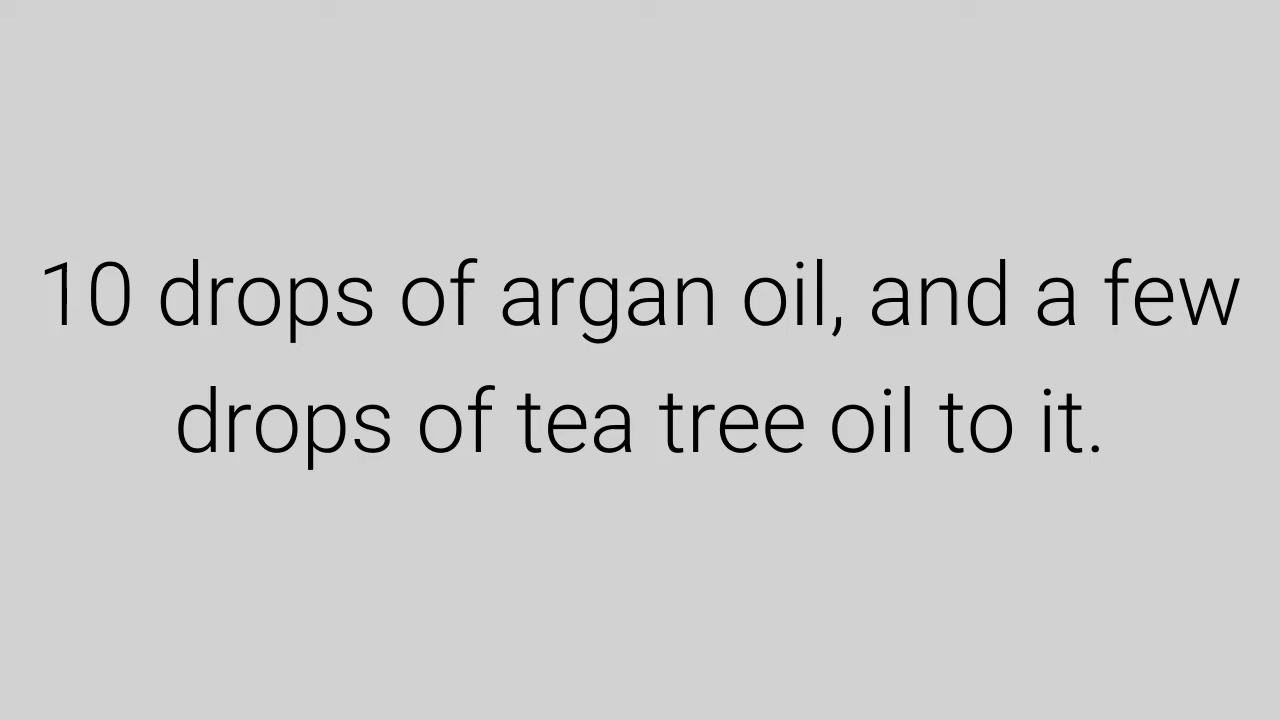 10 drops of argan oil, and a few
drops of tea tree oil to it.